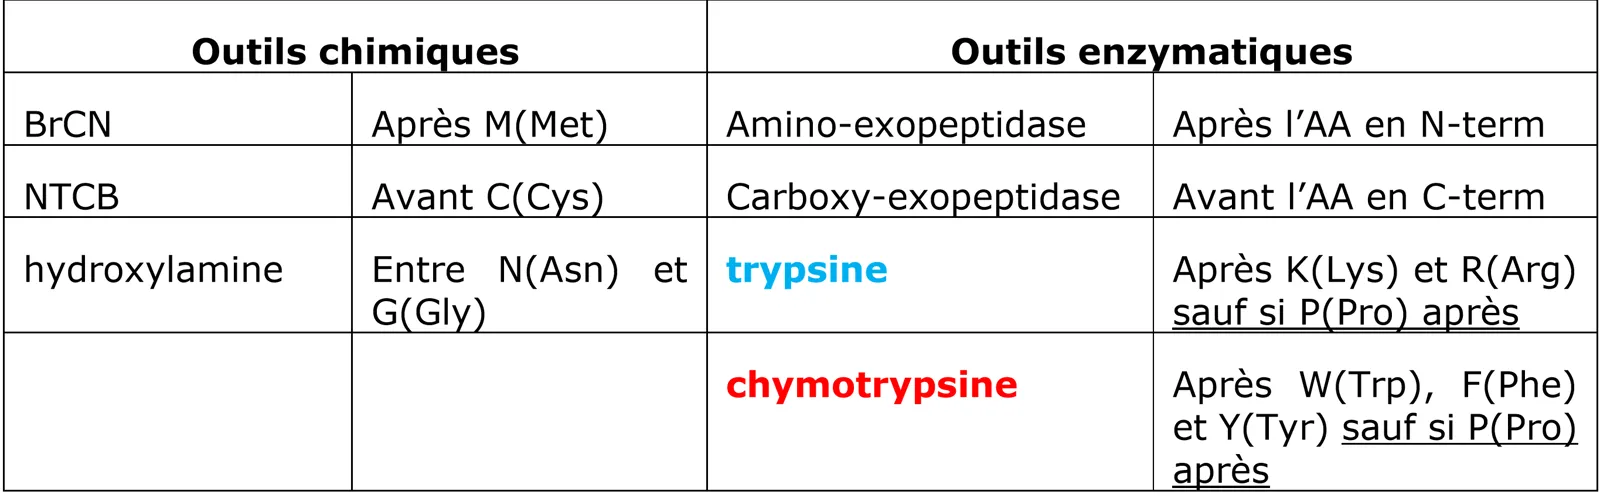 Outils chimiques
Outils enzymatiques
BrCN
Après M(Met)
Amino-exopeptidase
Après l’AA en N-term
NTCB
Avant C(Cys)
Carboxy-exopeptidase
Avant l’AA en C-term
hydroxylamine
Entre N(Asn) et
G(Gly)
trypsine
Après K(Lys) et R(Arg)
sauf si P(Pro) après
chymotrypsine
Après W(Trp), F(Phe)
et Y(Tyr) sauf si P(Pro)
après